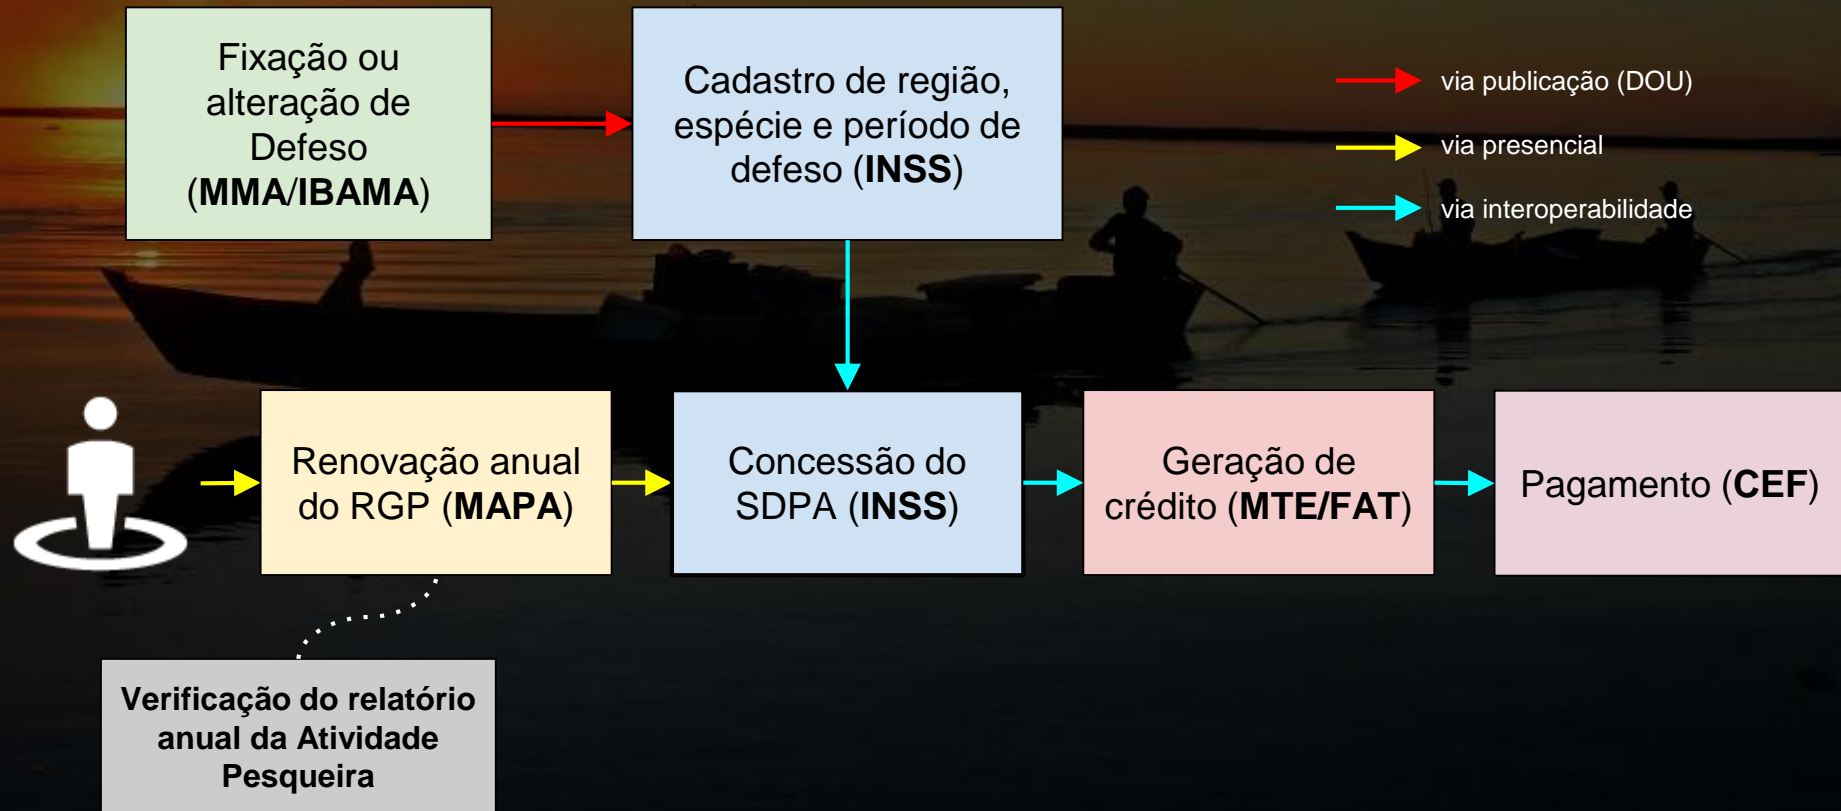 Fixação ou
alteração de
Defeso
(MMA/IBAMA)
Cadastro de região,
espécie e período de
defeso (INSS)
via publicação (DOU)
via presencial
via interoperabilidade
Renovação anual
do RGP (MAPA)
Concessão do
SDPA (INSS)
Geração de
crédito (MTE/FAT)
Pagamento (CEF)
Verificação do relatório
anual da Atividade
Pesqueira